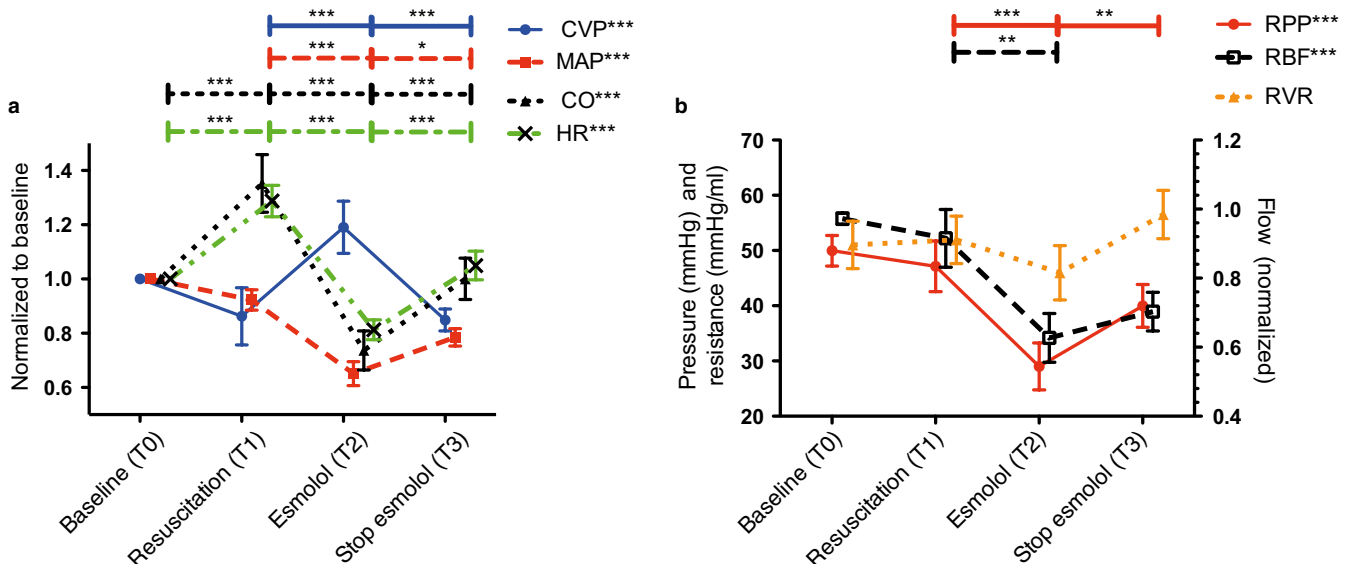 a
*** ***
*** *
*** *** ***
*** *** ***
CVP***
MAP***
CO***
HR***
Normalized to baseline
1.4
1.2
1.0
0.8
0.6
Baseline (T0)
Resuscitation (T1)
Esmolol (T2)
Stop esmolol (T3)
b
*** **
**
RPP***
RBF***
RVR
Pressure (mmHg) and
resistance (mmHg/ml)
70
60
50
40
30
20
1.2
1.0
0.8
0.6
0.4
Flow (normalized)
Baseline (T0)
Resuscitation (T1)
Esmolol (T2)
Stop esmolol (T3)